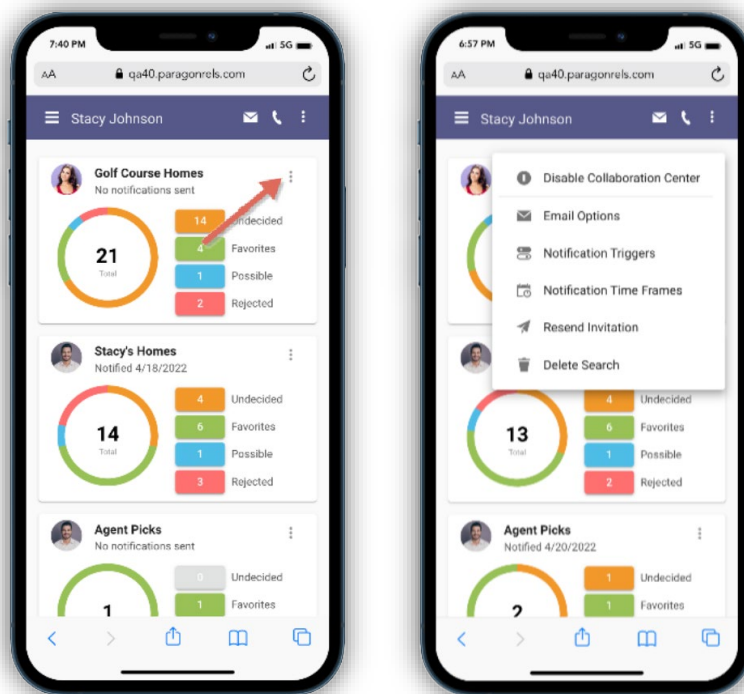 7:40 PM
5G
AA
qa40.paragonrels.com
Stacy Johnson
Golf Course Homes
No notifications sent
21
Total
14 Undecided
4 Favorites
1 Possible
2 Rejected
Stacy's Homes
Notified 4/18/2022
14
Total
4 Undecided
6 Favorites
1 Possible
3 Rejected
Agent Picks
No notifications sent
1
0 Undecided
1 Favorites
6:57 PM
5G
AA
qa40.paragonrels.com
Stacy Johnson
Disable Collaboration Center
Email Options
Notification Triggers
Notification Time Frames
Resend Invitation
Delete Search
13
Total
4 Undecided
6 Favorites
1 Possible
2 Rejected
Agent Picks
Notified 4/20/2022
2
1 Undecided
1 Favorites